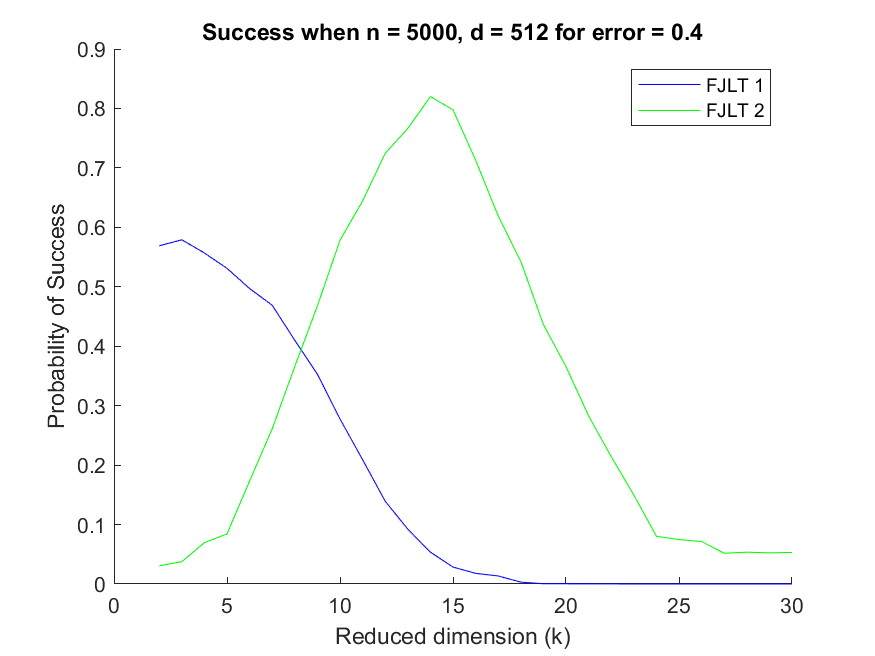 Success when n = 5000, d = 512 for error = 0.4
FJLT 1
FJLT 2
Probability of Success
0.9
0.8
0.7
0.6
0.5
0.4
0.3
0.2
0.1
0
0 5 10 15 20 25 30
Reduced dimension (k)